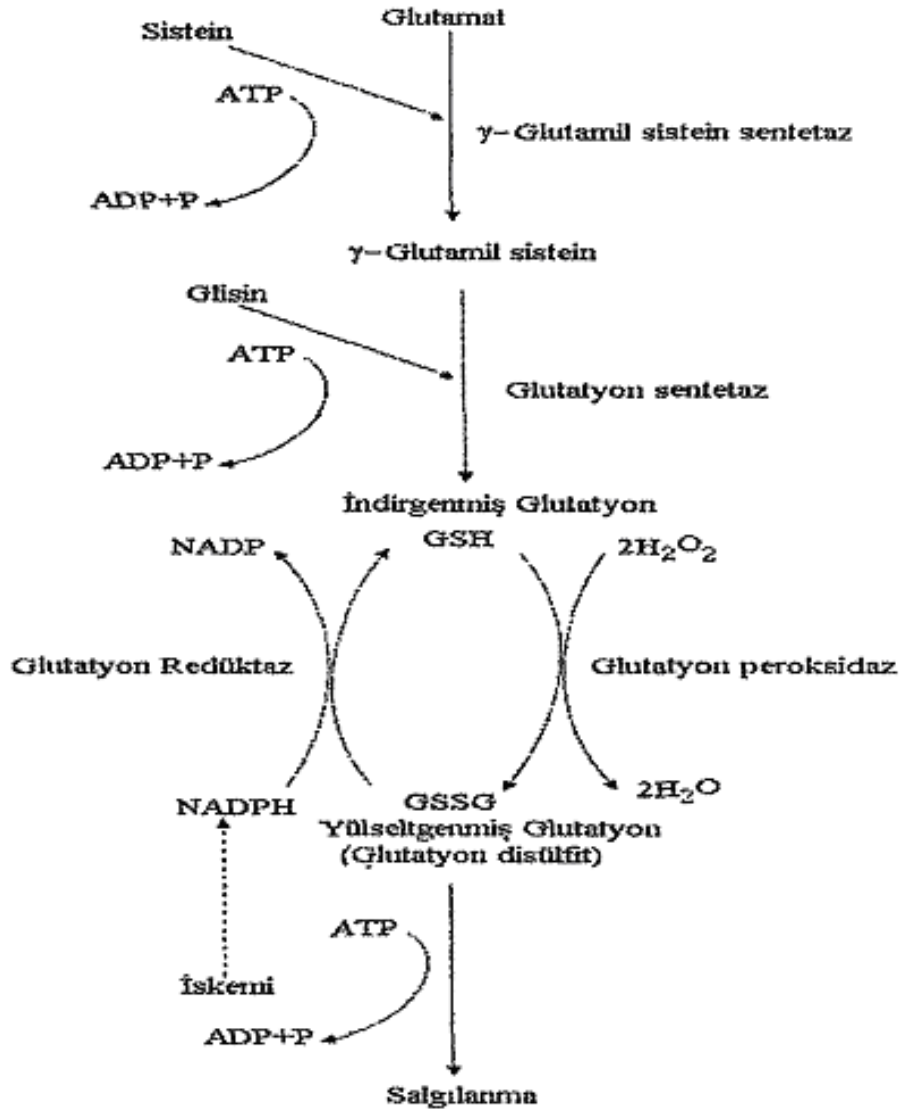 Glutamat
Sistein
ATP
γ-Glutamil sistein sentetaz
ADP+P
γ-Glutamil sistein
Glisin
ATP
Glutatyon sentetaz
ADP+P
İndirgenmiş Glutatyon
NADP
GSH
2H₂O₂
Glutatyon Redüktaz
Glutatyon peroksidaz
NADPH
GSSG
2H₂O
Yülseltgenmiş Glutatyon
(Glutatyon disülfit)
ATP
İskemi
ADP+P
Salgılanma